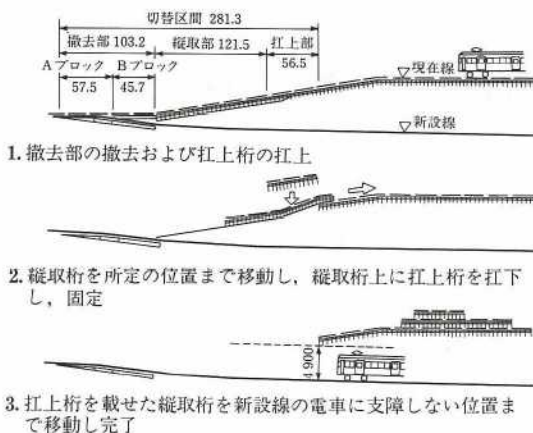 切替区間 281.3
撤去部 103.2
縦取部 121.5
扛上部
56.5
Aブロック
Bブロック
57.5
45.7
現在線
新設線
1. 撤去部の撤去および扛上桁の扛上
2. 縦取桁を所定の位置まで移動し,縦取桁上に扛上桁を扛下
し,固定
4 900
3. 扛上桁を載せた縦取桁を新設線の電車に支障しない位置ま
で移動し完了